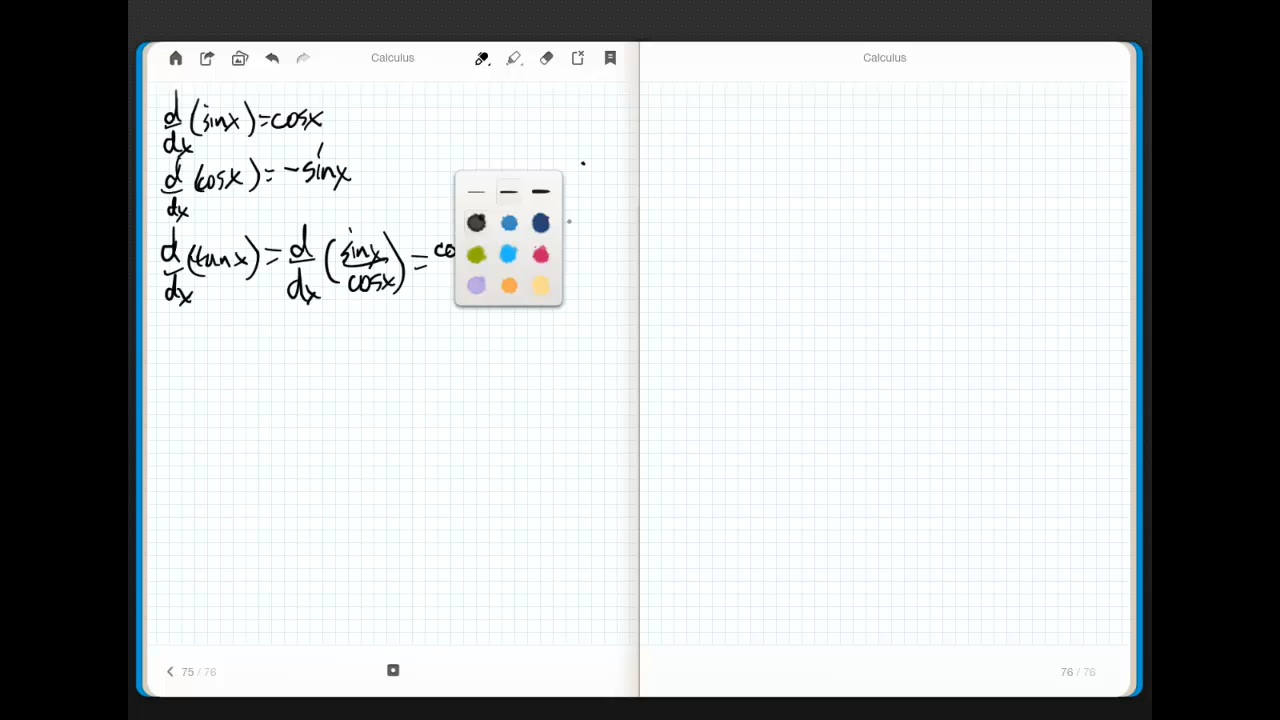 Calculus
Calculus
d/dx (sinx) = cosx
d/dx (cosx) = -sinx
d/dx (tanx) = d/dx (sinx/cosx) = co
75 / 76
76 / 76